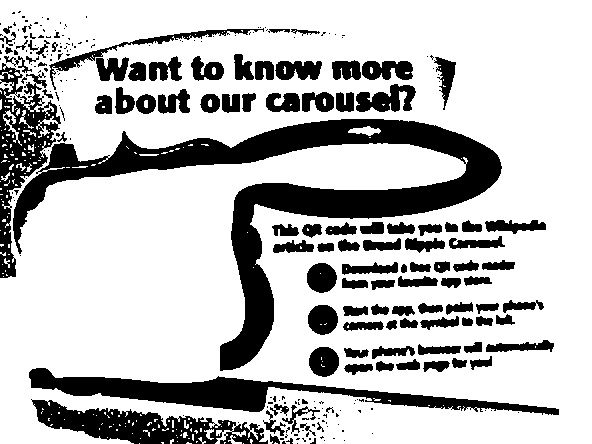 Want to know more
about our carousel?
This QR code will take you to the Wikipedia
article on the Broad Ripple Carousel.
Download a free QR code reader
from your favorite app store.
Start the app, then point your phone's
camera at the symbol to the left.
Your phone's browser will automatically
open the web page for you!